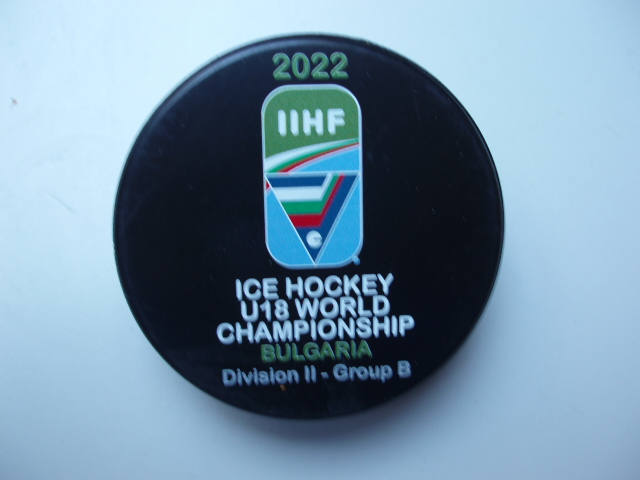 2022
IIHF
ICE HOCKEY
U18 WORLD
CHAMPIONSHIP
BULGARIA
Division II - Group B